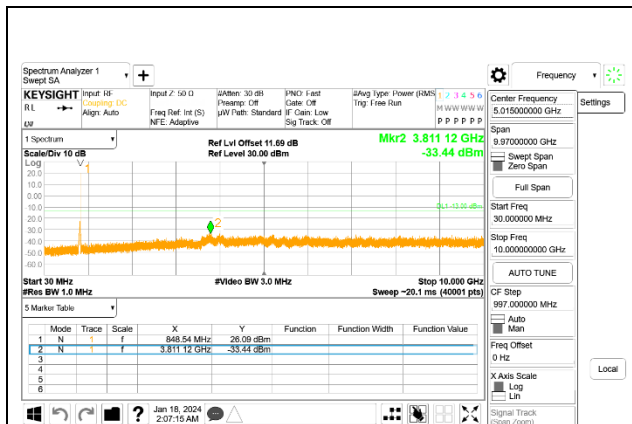 Spectrum Analyzer 1
Swept SA
+
Frequency
Settings
KEYSIGHT
RL
Input: RF
Coupling: DC
Align: Auto
Input Z: 50 Ω
Freq Ref: Int (S)
NFE: Adaptive
#Atten: 30 dB
Preamp: Off
µW Path: Standard
PNO: Fast
Gate: Off
IF Gain: Low
Sig Track: Off
#Avg Type: Power (RMS
Trig: Free Run
1 2 3 4 5 6
M W W W W W
P P P P P P
1 Spectrum
Scale/Div 10 dB
Log
Ref Lvl Offset 11.69 dB
Ref Level 30.00 dBm
Mkr2 3.811 12 GHz
-33.44 dBm
20.0
10.0
0.00
-10.0
-20.0
-30.0
-40.0
-50.0
-60.0
1
2
DL1 -13.00 dBm
Start 30 MHz
#Res BW 1.0 MHz
#Video BW 3.0 MHz
Stop 10.000 GHz
Sweep ~20.1 ms (40001 pts)
5 Marker Table
Mode Trace Scale X Y Function Function Width Function Value
1 N 1 f 848.54 MHz 26.09 dBm
2 N 1 f 3.811 12 GHz -33.44 dBm
3
4
5
6
Jan 18, 2024
2:07:15 AM
?
Center Frequency
5.015000000 GHz
Span
9.97000000 GHz
Swept Span
Zero Span
Full Span
Start Freq
30.000000 MHz
Stop Freq
10.000000000 GHz
AUTO TUNE
CF Step
997.000000 MHz
Auto
Man
Freq Offset
0 Hz
X Axis Scale
Log
Lin
Signal Track
(Span Zoom)
Local